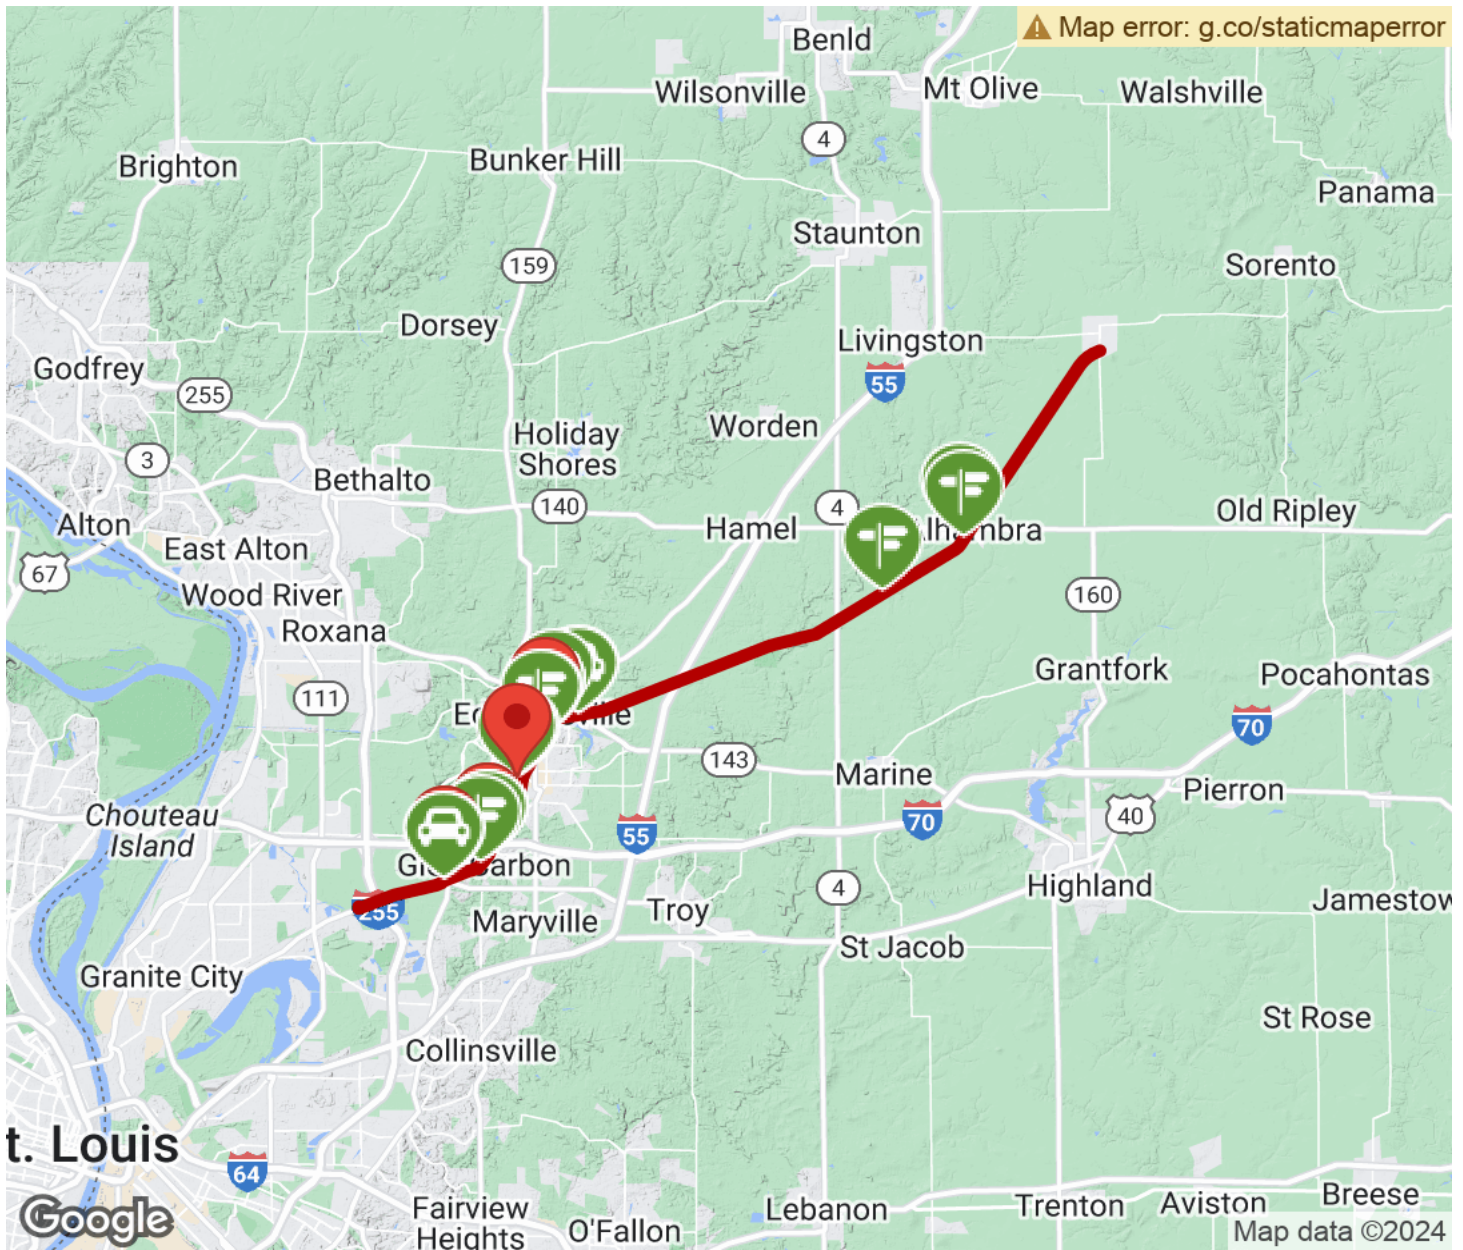 Map error: g.co/staticmaperror
Benld
Wilsonville
Mt Olive
Walshville
4
Brighton
Bunker Hill
Panama
Staunton
159
Sorento
Dorsey
Livingston
Godfrey
55
255
Worden
Holiday
Shores
3
Bethalto
140
4
Alton
Hamel
Alhambra
Old Ripley
East Alton
67
Wood River
160
Roxana
Grantfork
Pocahontas
111
70
143
Marine
Pierron
Chouteau
Island
55
70
40
Glen Carbon
255
4
Highland
Maryville
Troy
Jamestow
St Jacob
Granite City
St Rose
Collinsville
t. Louis
64
Fairview
Heights
O'Fallon
Lebanon
Trenton
Aviston
Breese
Google
Map data ©2024